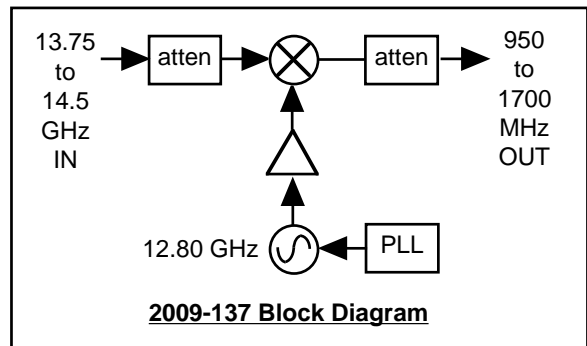 13.75
to
14.5
GHz
IN
atten
atten
950
to
1700
MHz
OUT
12.80 GHz
PLL
2009-137 Block Diagram